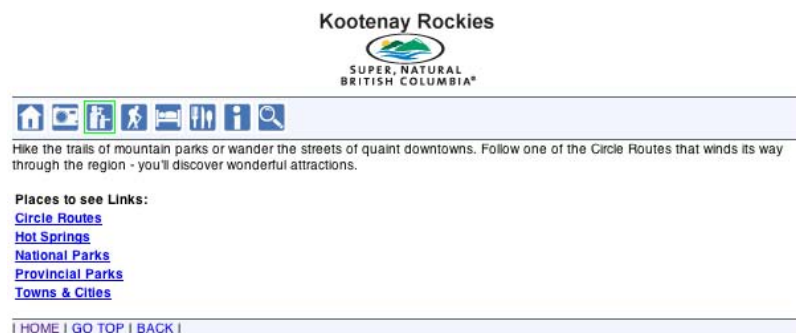 Kootenay Rockies
SUPER, NATURAL
BRITISH COLUMBIA®
Hike the trails of mountain parks or wander the streets of quaint downtowns. Follow one of the Circle Routes that winds its way
through the region - you'll discover wonderful attractions.
Places to see Links:
Circle Routes
Hot Springs
National Parks
Provincial Parks
Towns & Cities
| HOME | GO TOP | BACK |